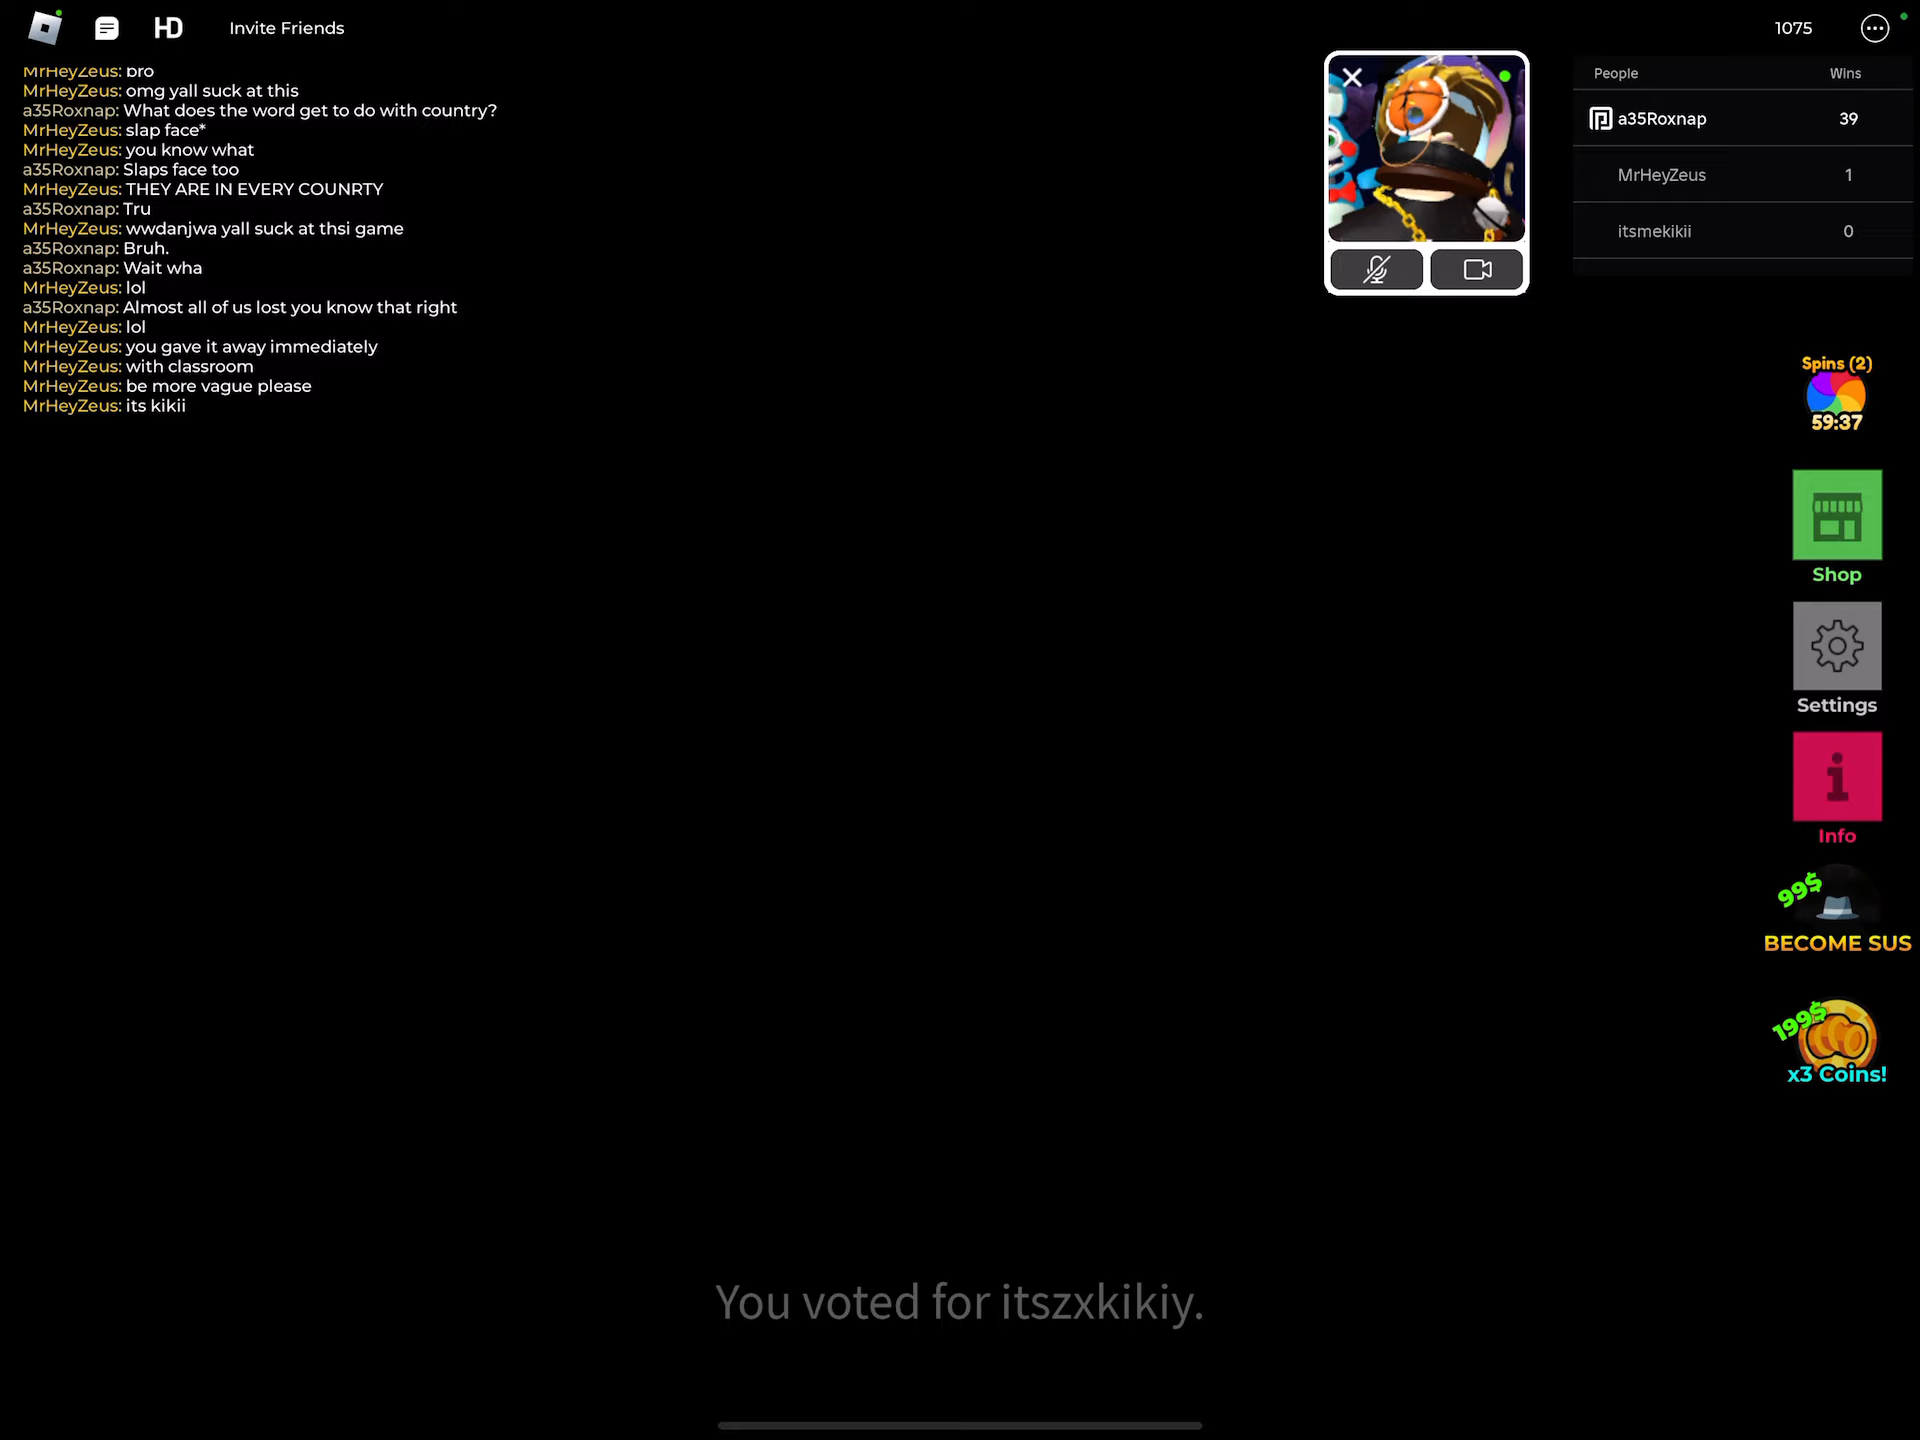 HD Invite Friends 1075
MrHeyZeus: bro
MrHeyZeus: omg yall suck at this
a35Roxnap: What does the word get to do with country?
MrHeyZeus: slap face*
MrHeyZeus: you know what
a35Roxnap: Slaps face too
MrHeyZeus: THEY ARE IN EVERY COUNRTY
a35Roxnap: Tru
MrHeyZeus: wwdanjwa yall suck at thsi game
a35Roxnap: Bruh.
a35Roxnap: Wait wha
MrHeyZeus: lol
a35Roxnap: Almost all of us lost you know that right
MrHeyZeus: lol
MrHeyZeus: you gave it away immediately
MrHeyZeus: with classroom
MrHeyZeus: be more vague please
MrHeyZeus: its kikii
People Wins
a35Roxnap 39
MrHeyZeus 1
itsmekikii 0
Spins (2)
59:37
Shop
Settings
Info
99$
BECOME SUS
199$
x3 Coins!
You voted for itszxkikiy.